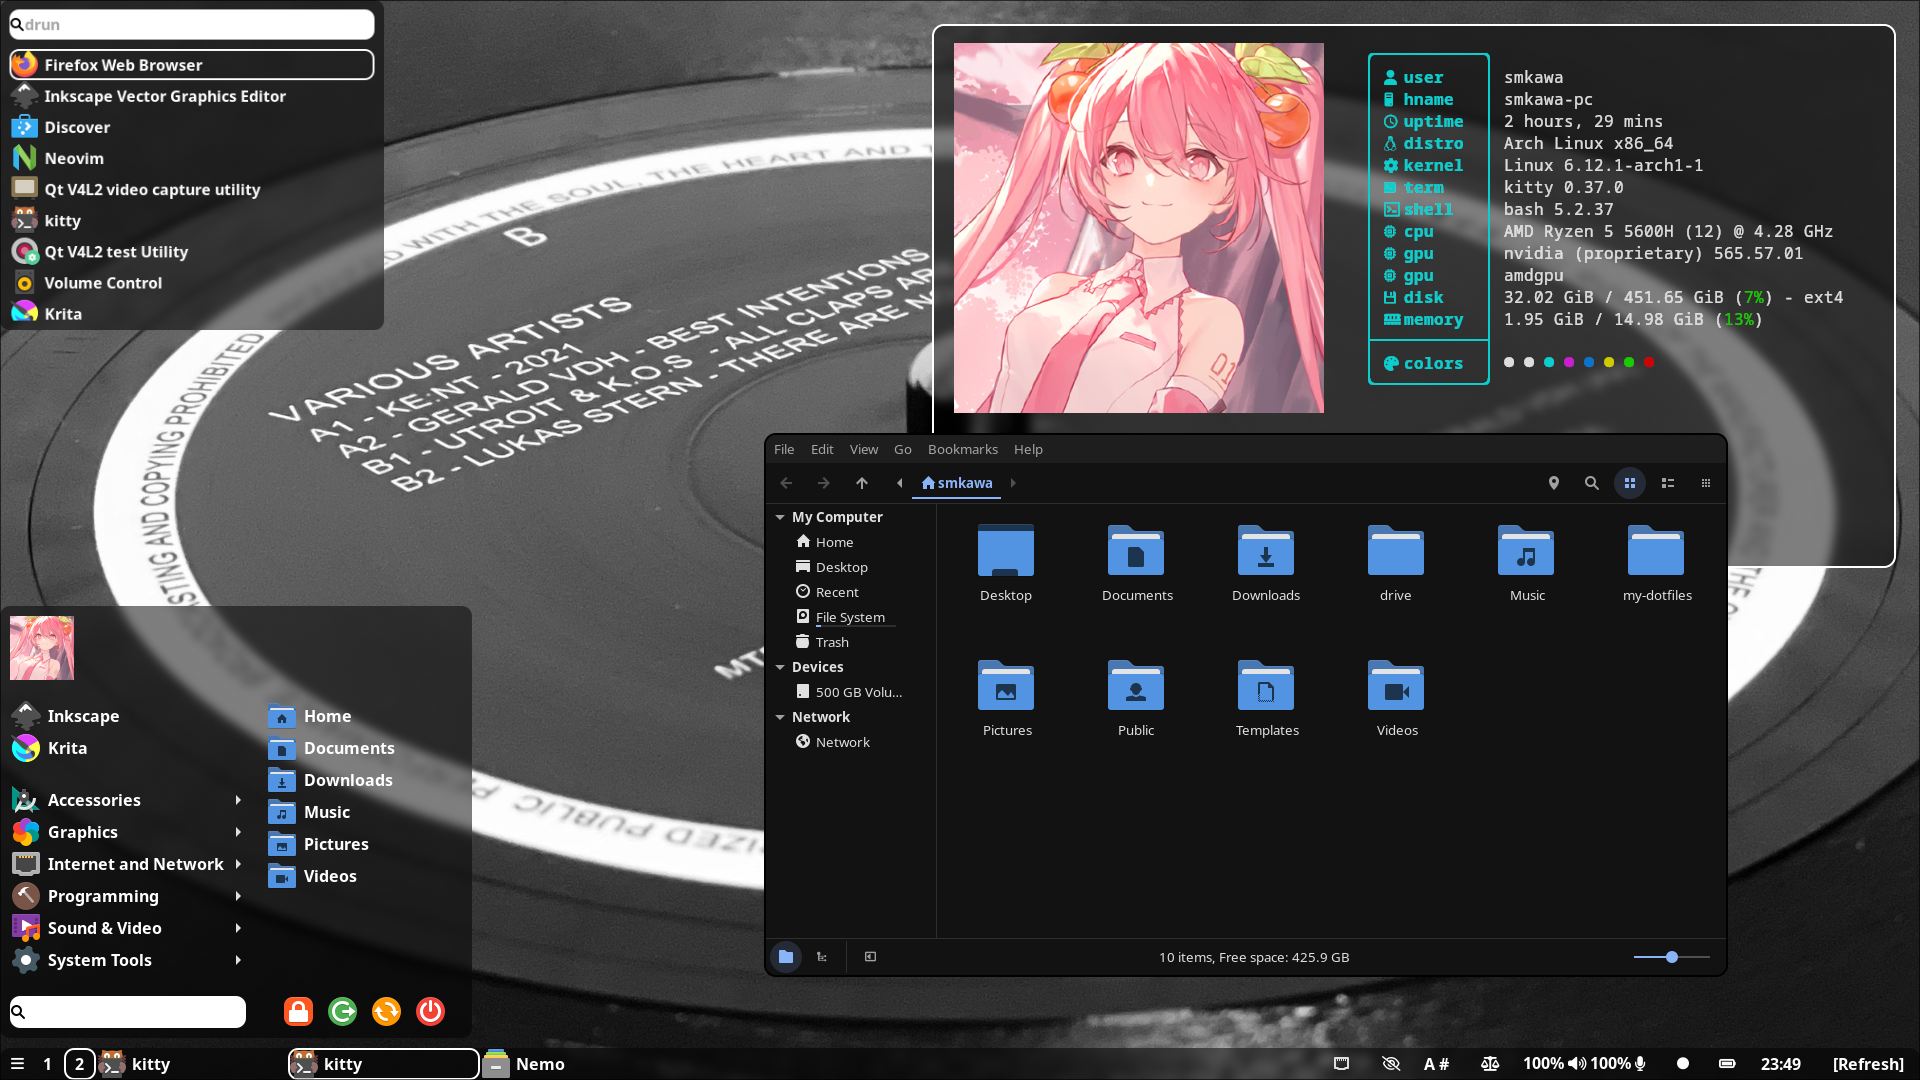 drun
Firefox Web Browser
Inkscape Vector Graphics Editor
Discover
Neovim
Qt V4L2 video capture utility
kitty
Qt V4L2 test Utility
Volume Control
Krita
user smkawa
hname smkawa-pc
uptime 2 hours, 29 mins
distro Arch Linux x86_64
kernel Linux 6.12.1-arch1-1
term kitty 0.37.0
shell bash 5.2.37
cpu AMD Ryzen 5 5600H (12) @ 4.28 GHz
gpu nvidia (proprietary) 565.57.01
gpu amdgpu
disk 32.02 GiB / 451.65 GiB (7%) - ext4
memory 1.95 GiB / 14.98 GiB (13%)
colors
01
WITH THE SOUL, THE HEART AND
B
VARIOUS ARTISTS
A1 - KE:NT - 2021
A2 - GERALD VDH - BEST INTENTIONS
B1 - UTROIT & K.O.S - ALL CLAPS
B2 - LUKAS STERN - THERE ARE
AND COPYING PROHIBITED
PUBLIC
File Edit View Go Bookmarks Help
smkawa
My Computer
Home
Desktop
Recent
File System
Trash
Devices
500 GB Volu...
Network
Network
Desktop Documents Downloads drive Music my-dotfiles
Pictures Public Templates Videos
10 items, Free space: 425.9 GB
Inkscape
Krita
Accessories
Graphics
Internet and Network
Programming
Sound & Video
System Tools
Home
Documents
Downloads
Music
Pictures
Videos
1 2 kitty kitty Nemo A # 100% 100% 23:49 [Refresh]